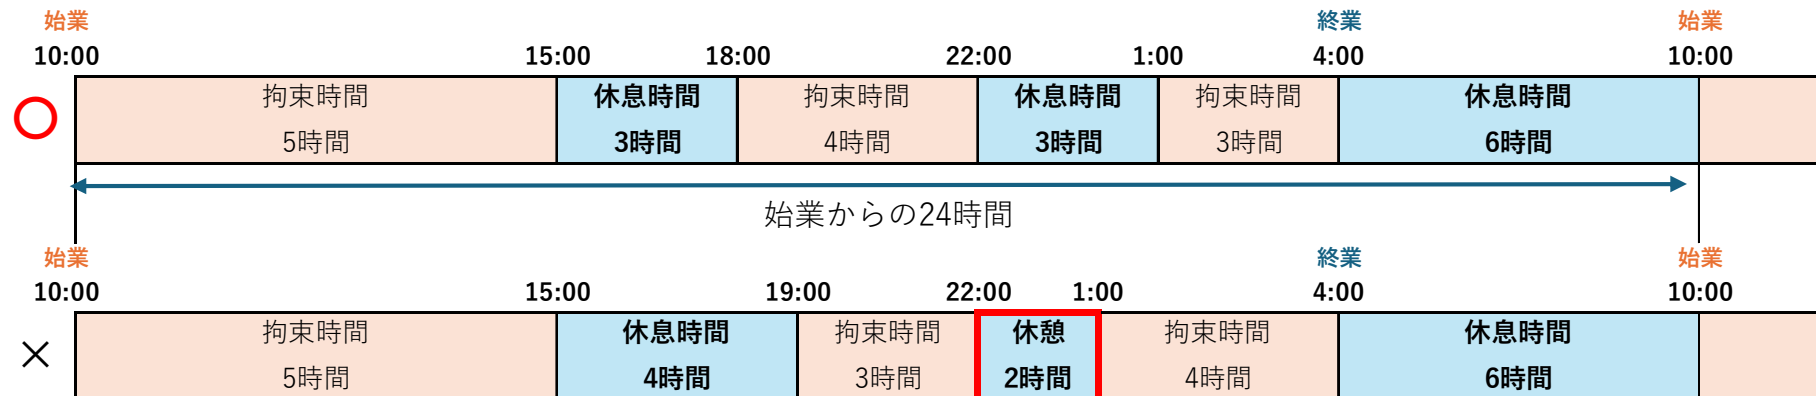 始業 終業 始業
10:00 15:00 18:00 22:00 1:00 4:00 10:00
拘束時間 休息時間 拘束時間 休息時間 拘束時間 休息時間
5時間 3時間 4時間 3時間 3時間 6時間
始業からの24時間
始業 終業 始業
10:00 15:00 19:00 22:00 1:00 4:00 10:00
拘束時間 休息時間 拘束時間 休憩 拘束時間 休息時間
5時間 4時間 3時間 2時間 4時間 6時間